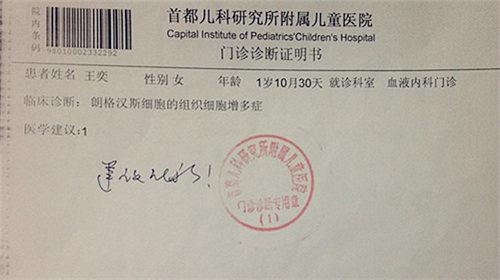 院内条码
98010002332292
首都儿科研究所附属儿童医院
Capital Institute of Pediatrics'Children's Hospital
门诊诊断证明书
患者姓名 王奕 性别 女 年龄 1岁10月30天 就诊科室 血液内科门诊
临床诊断: 朗格汉斯细胞的组织细胞增多症
医学建议:1
建议化疗!
首都儿科研究所附属儿童医院
门诊诊断专用章
(1)